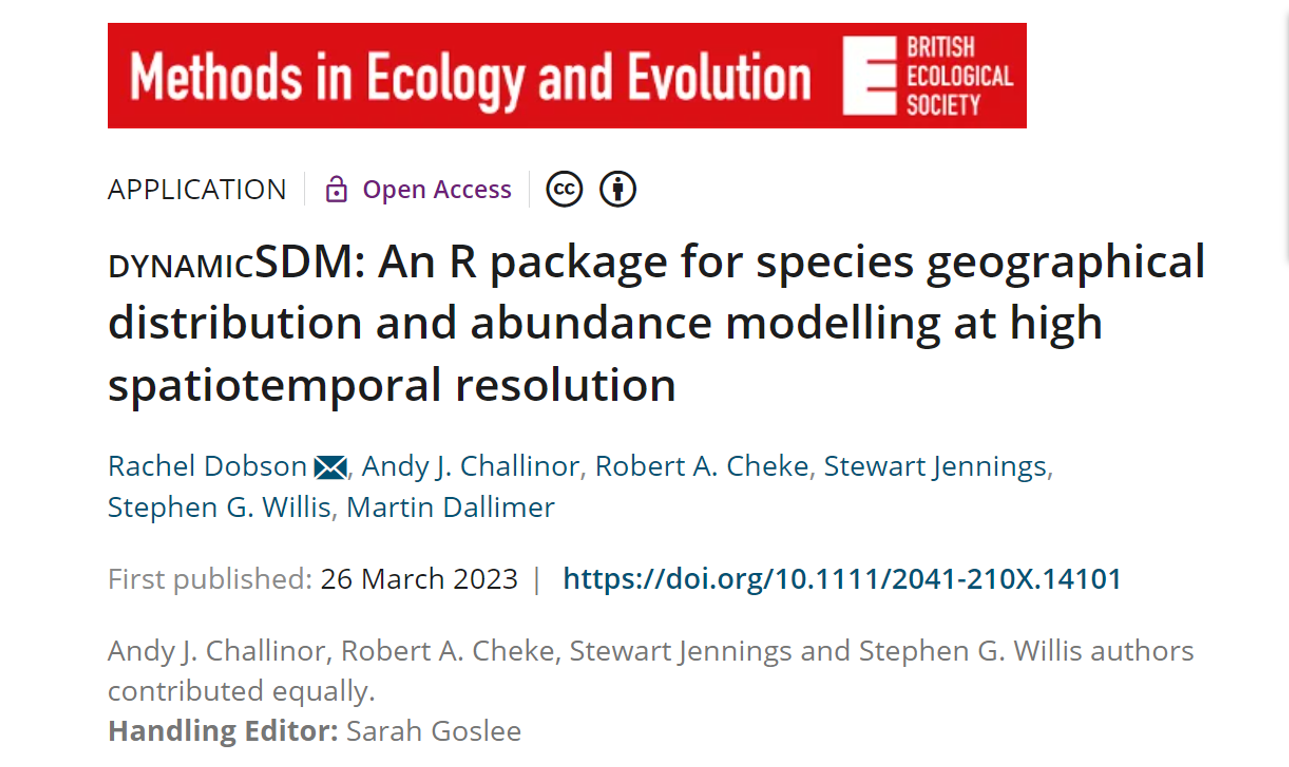 Methods in Ecology and Evolution
BRITISH
ECOLOGICAL
SOCIETY
APPLICATION Open Access cc
DYNAMICSDM: An R package for species geographical
distribution and abundance modelling at high
spatiotemporal resolution
Rachel Dobson, Andy J. Challinor, Robert A. Cheke, Stewart Jennings,
Stephen G. Willis, Martin Dallimer
First published: 26 March 2023 | https://doi.org/10.1111/2041-210X.14101
Andy J. Challinor, Robert A. Cheke, Stewart Jennings and Stephen G. Willis authors
contributed equally.
Handling Editor: Sarah Goslee